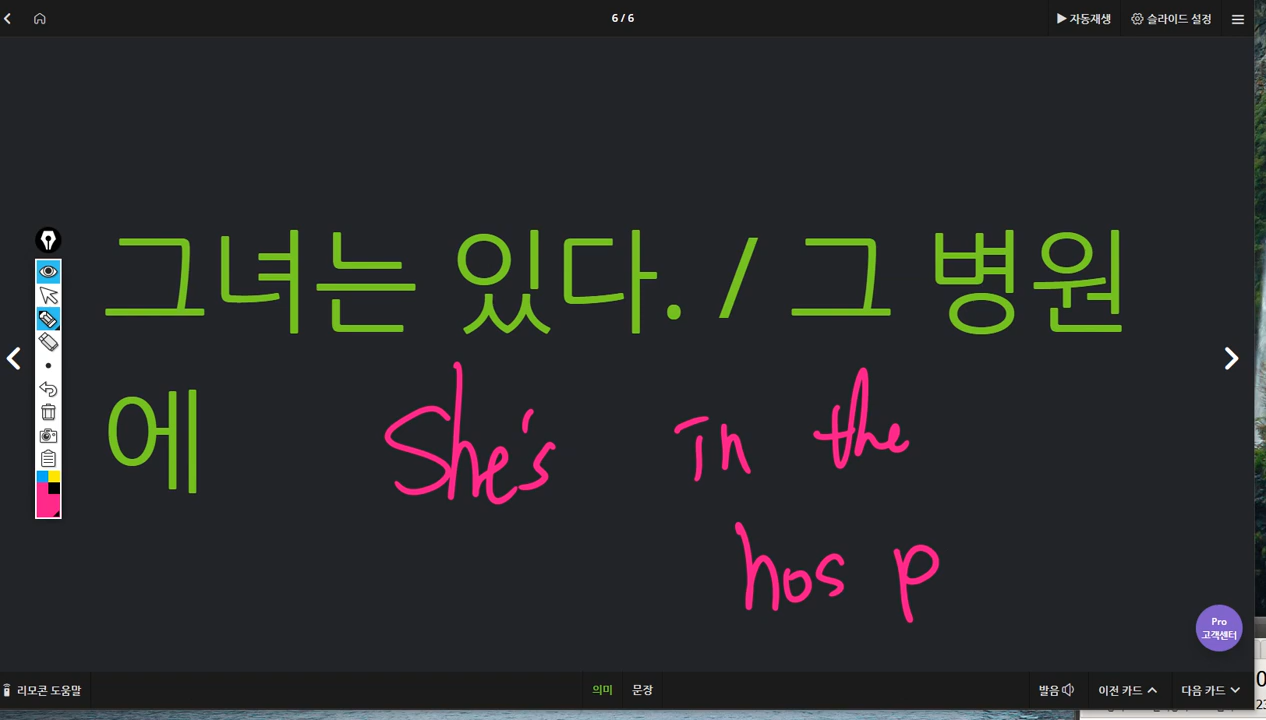 6 / 6
자동재생
슬라이드 설정
그녀는 있다. / 그 병원
에
She's in the
hos p
Pro
고객센터
리모콘 도움말
의미
문장
발음
이전 카드
다음 카드